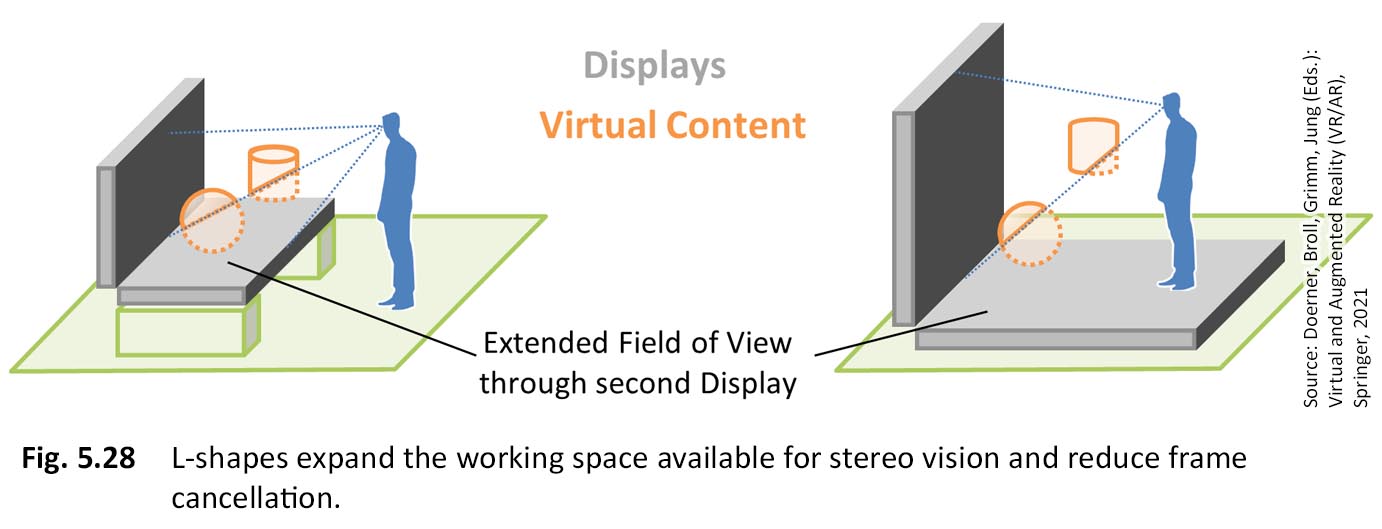 Displays
Virtual Content
Extended Field of View
through second Display
Source: Doerner, Broll, Grimm, Jung (Eds.):
Virtual and Augmented Reality (VR/AR),
Springer, 2021
Fig. 5.28 L-shapes expand the working space available for stereo vision and reduce frame
cancellation.